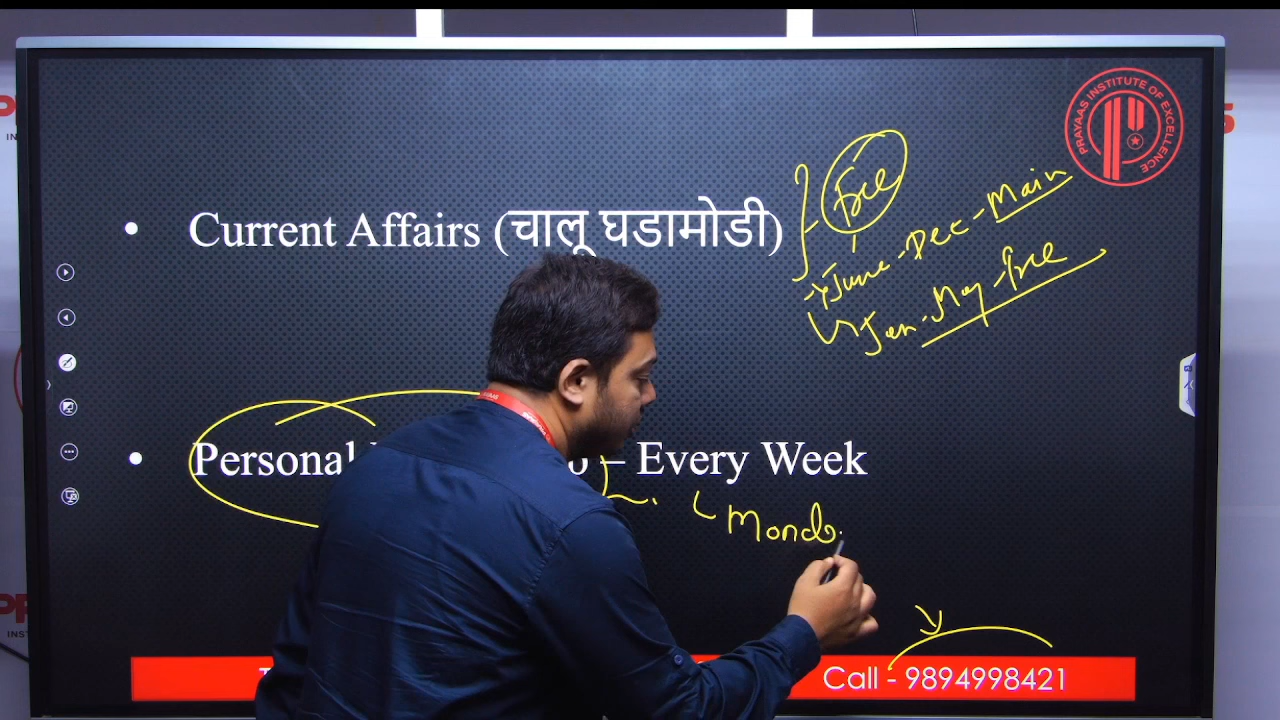 PRAYAAS INSTITUTE OF EXCELLENCE
• Current Affairs (चालू घडामोडी)
Free
June - Dec - Main
Jan - May - Pre
• Personal – Every Week
Monda
Call - 9894998421